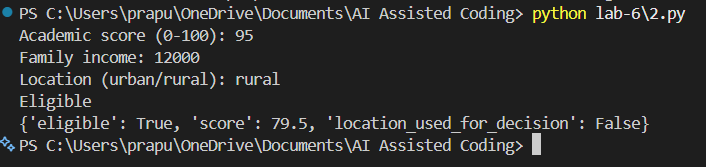 PS C:\Users\prapu\OneDrive\Documents\AI Assisted Coding> python lab-6\2.py
Academic score (0-100): 95
Family income: 12000
Location (urban/rural): rural
Eligible
{'eligible': True, 'score': 79.5, 'location_used_for_decision': False}
PS C:\Users\prapu\OneDrive\Documents\AI Assisted Coding>